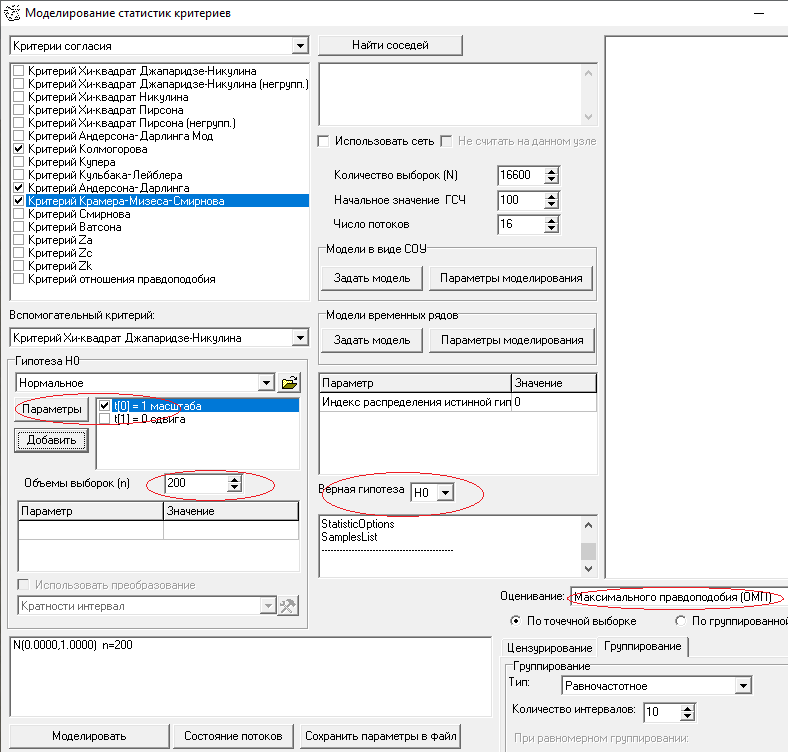 Моделирование статистик критериев
Критерии согласия
Найти соседей
Критерий Хи-квадрат Джапаридзе-Никулина
Критерий Хи-квадрат Джапаридзе-Никулина (негрупп.)
Критерий Хи-квадрат Никулина
Критерий Хи-квадрат Пирсона
Критерий Хи-квадрат Пирсона (негрупп.)
Критерий Андерсона-Дарлинга Мод
Критерий Колмогорова
Критерий Купера
Критерий Кульбака-Лейблера
Критерий Андерсона-Дарлинга
Критерий Крамера-Мизеса-Смирнова
Критерий Смирнова
Критерий Ватсона
Критерий Za
Критерий Zc
Критерий Zk
Критерий отношения правдоподобия
Использовать сеть
Не считать на данном узле
Количество выборок (N) 16600
Начальное значение ГСЧ 100
Число потоков 16
Модели в виде СОУ
Задать модель
Параметры моделирования
Модели временных рядов
Задать модель
Параметры моделирования
Вспомогательный критерий:
Критерий Хи-квадрат Джапаридзе-Никулина
Гипотеза H0
Нормальное
Параметры
t[0] = 1 масштаба
t[1] = 0 сдвига
Добавить
Объемы выборок (n) 200
Параметр Значение
Использовать преобразование
Кратности интервал
Параметр Значение
Индекс распределения истинной гип 0
Верная гипотеза H0
StatisticOptions
SamplesList
--------------------------------------------
Оценивание: Максимального правдоподобия (ОМП)
По точечной выборке
По группированной
Цензурирование Группирование
Группирование
Тип: Равночастотное
Количество интервалов: 10
При равномерном группировании:
N(0.0000,1.0000) n=200
Моделировать
Состояние потоков
Сохранить параметры в файл